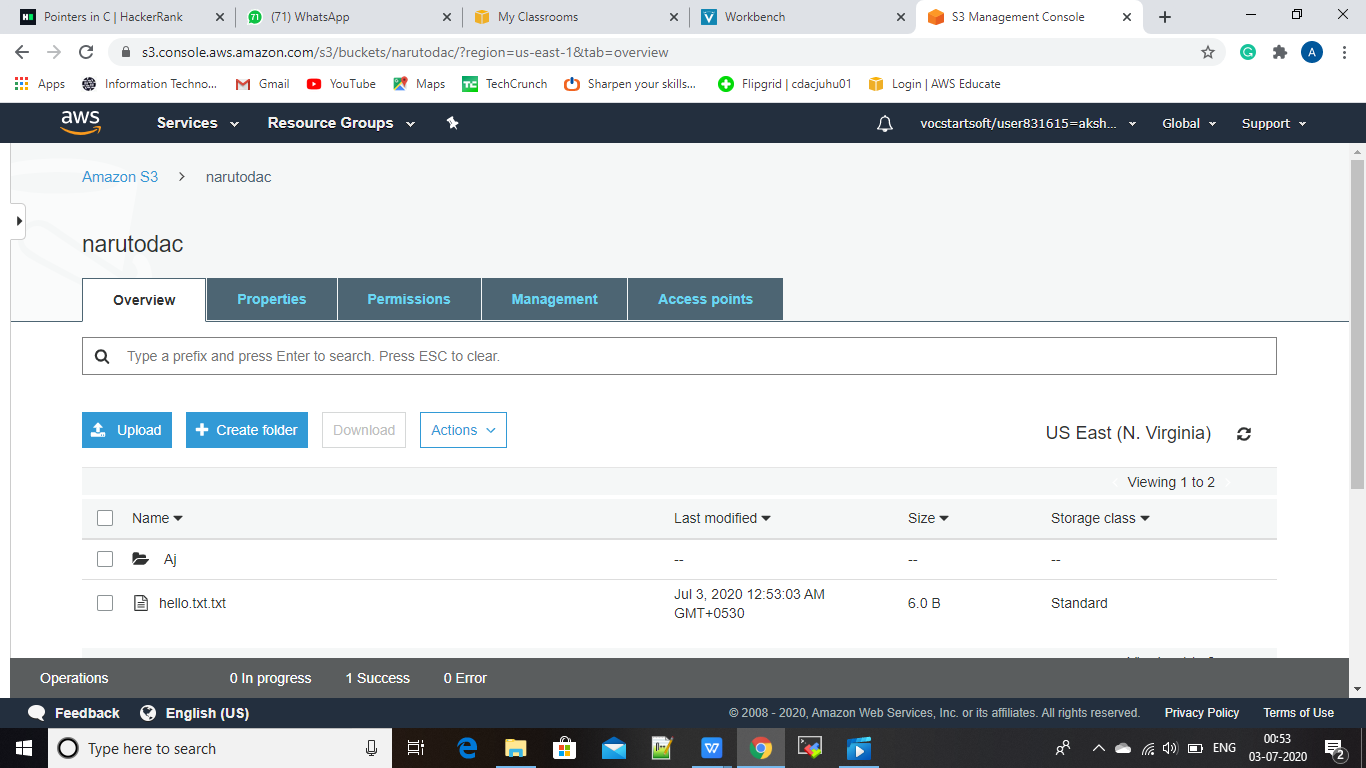 Pointers in C | HackerRank
(71) WhatsApp
My Classrooms
Workbench
S3 Management Console
s3.console.aws.amazon.com/s3/buckets/narutodac/?region=us-east-1&tab=overview
A
Apps
Information Techno...
Gmail
YouTube
Maps
TC
TechCrunch
Sharpen your skills...
Flipgrid | cdacjuhu01
Login | AWS Educate
aws
Services
Resource Groups
vocstartsoft/user831615=aksh...
Global
Support
Amazon S3 > narutodac
narutodac
Overview
Properties
Permissions
Management
Access points
Type a prefix and press Enter to search. Press ESC to clear.
Upload
+ Create folder
Download
Actions
US East (N. Virginia)
Viewing 1 to 2
Name
Last modified
Size
Storage class
Aj
--
--
--
hello.txt.txt
Jul 3, 2020 12:53:03 AM
GMT+0530
6.0 B
Standard
Operations
0 In progress
1 Success
0 Error
Feedback
English (US)
© 2008 - 2020, Amazon Web Services, Inc. or its affiliates. All rights reserved.
Privacy Policy
Terms of Use
Type here to search
ENG
00:53
03-07-2020
2